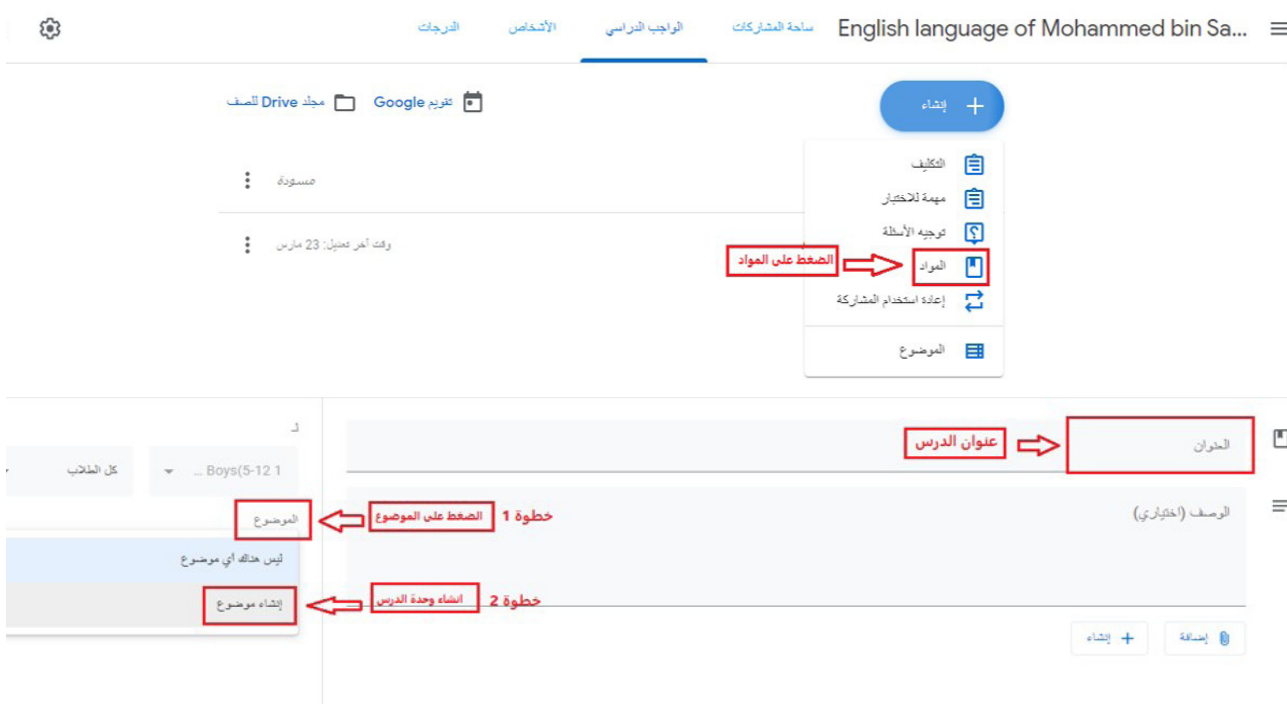 English language of Mohammed bin Sa...
ساحة المشاركات
الواجب الدراسي
الأشخاص
الدرجات
إنشاء
تقويم Google
مجلد Drive للصف
التكليف
مسودة
مهمة للاختبار
توجيه الأسئلة
وقت آخر تعديل: 23 مارس
المواد
الضغط على المواد
إعادة استخدام المشاركة
الموضوع
العنوان
عنوان الدرس
لـ
... Boys(5-12 1
كل الطلاب
الوصف (اختياري)
خطوة 1
الضغط على الموضوع
الموضوع
ليس هناك أي موضوع
خطوة 2
انشاء وحدة الدرس
إنشاء موضوع
إضافة
إنشاء